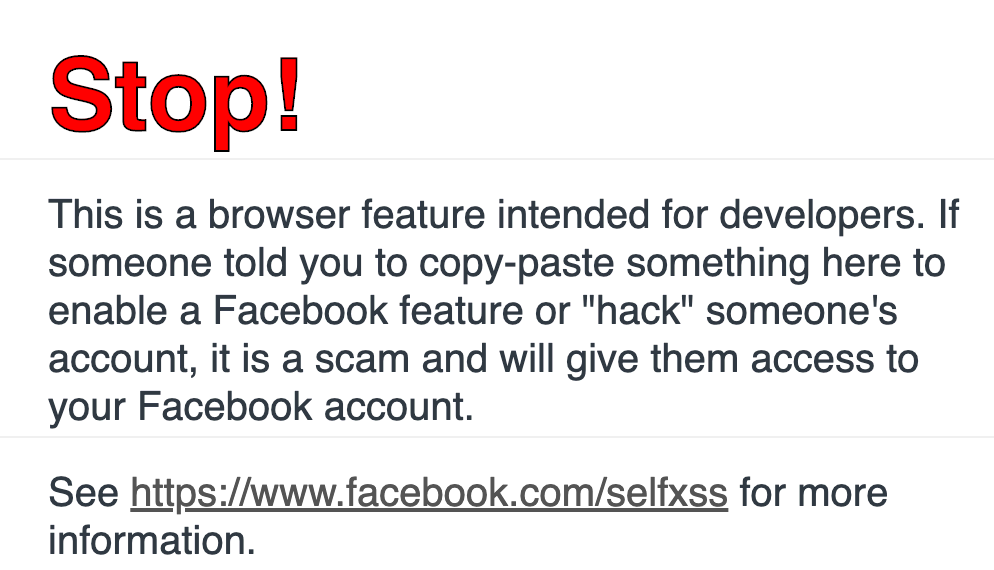 Stop!
This is a browser feature intended for developers. If
someone told you to copy-paste something here to
enable a Facebook feature or "hack" someone's
account, it is a scam and will give them access to
your Facebook account.
See https://www.facebook.com/selfxss for more
information.